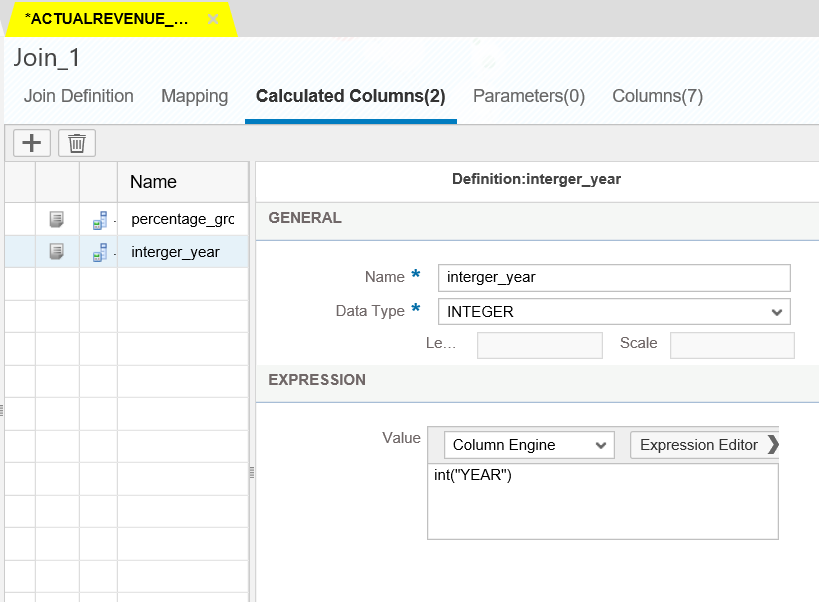 *ACTUALREVENUE_... ×
Join_1
Join Definition Mapping Calculated Columns(2) Parameters(0) Columns(7)
Name
percentage_grc
interger_year
Definition:interger_year
GENERAL
Name *
interger_year
Data Type *
INTEGER
Le...
Scale
EXPRESSION
Value
Column Engine
Expression Editor
int("YEAR")